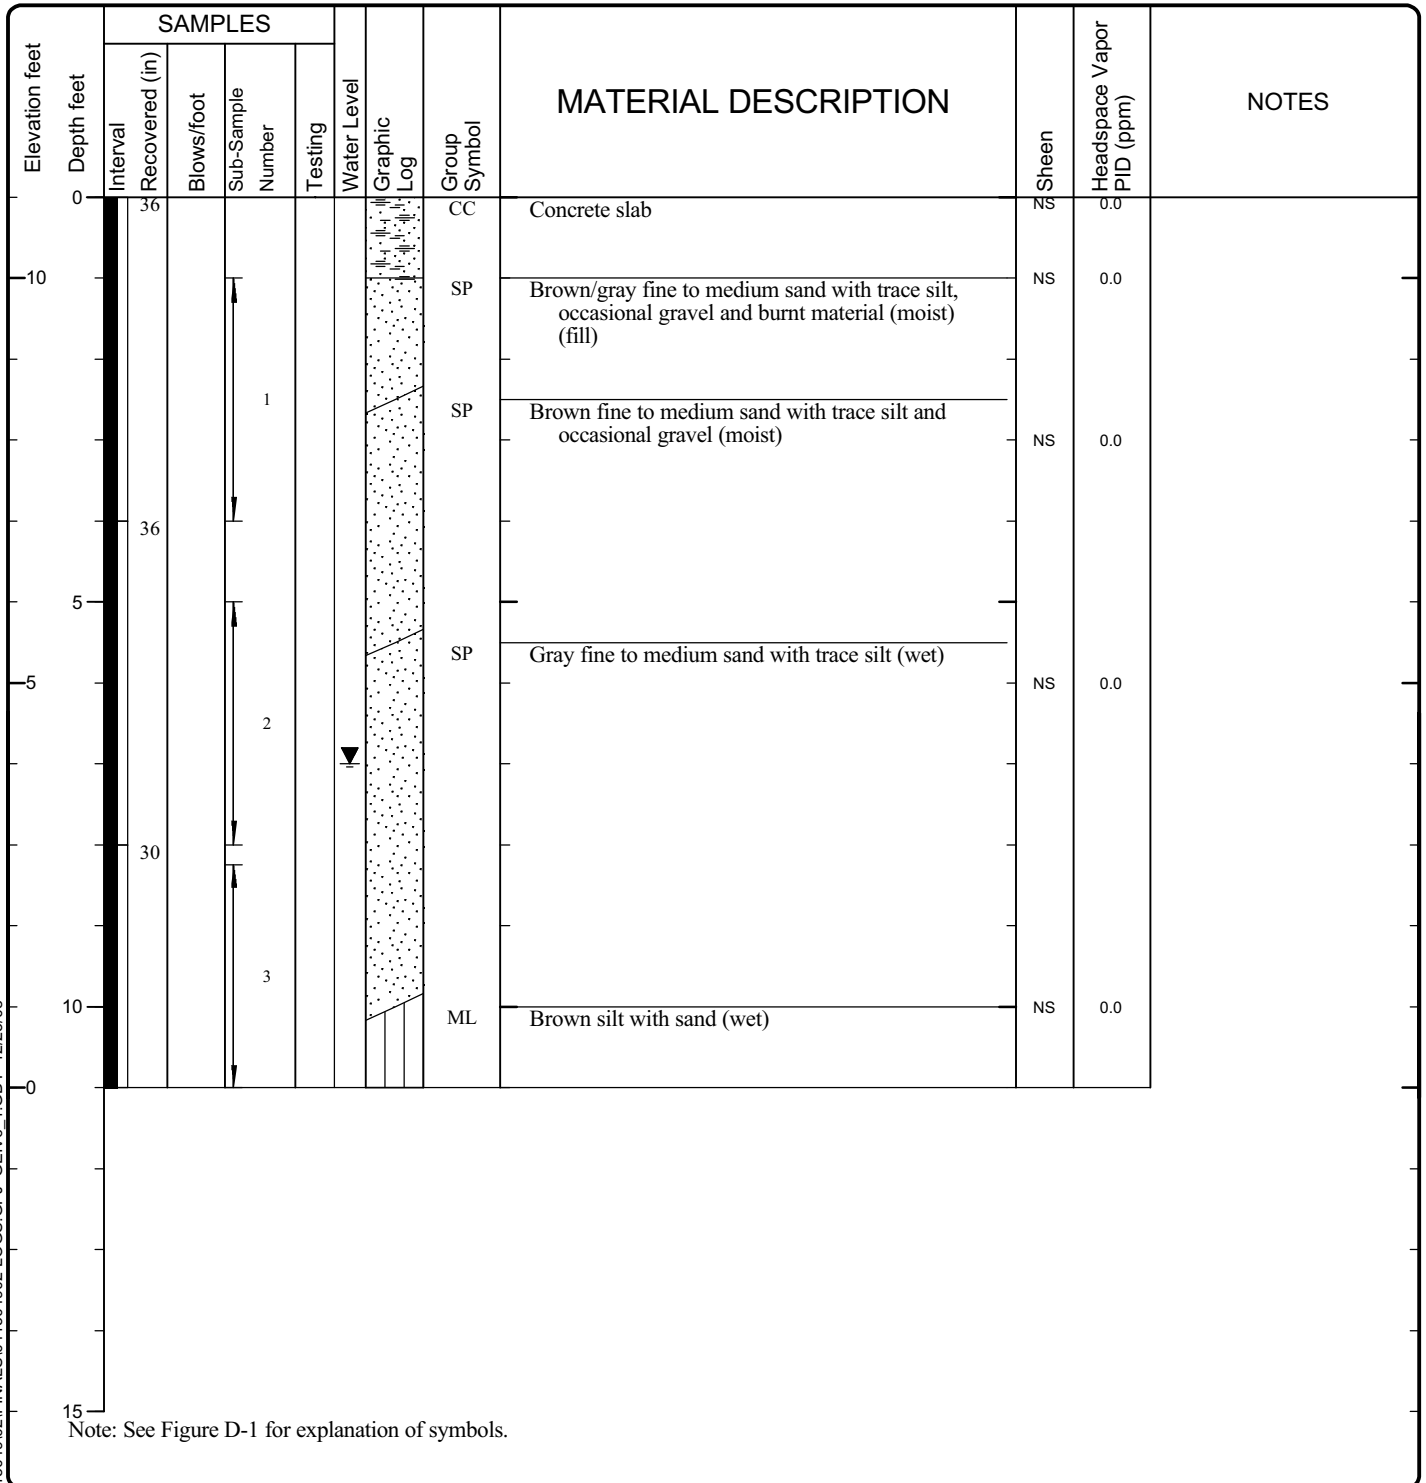 SAMPLES
Elevation feet
Depth feet
Interval
Recovered (in)
Blows/foot
Sub-Sample
Number
Testing
Water Level
Graphic
Log
Group
Symbol
MATERIAL DESCRIPTION
Sheen
Headspace Vapor
PID (ppm)
NOTES
0
36
CC
Concrete slab
NS
0.0
10
SP
Brown/gray fine to medium sand with trace silt,
occasional gravel and burnt material (moist)
(fill)
NS
0.0
1
SP
Brown fine to medium sand with trace silt and
occasional gravel (moist)
NS
0.0
36
5
SP
Gray fine to medium sand with trace silt (wet)
5
NS
0.0
2
30
3
10
ML
Brown silt with sand (wet)
NS
0.0
0
15
Note: See Figure D-1 for explanation of symbols.